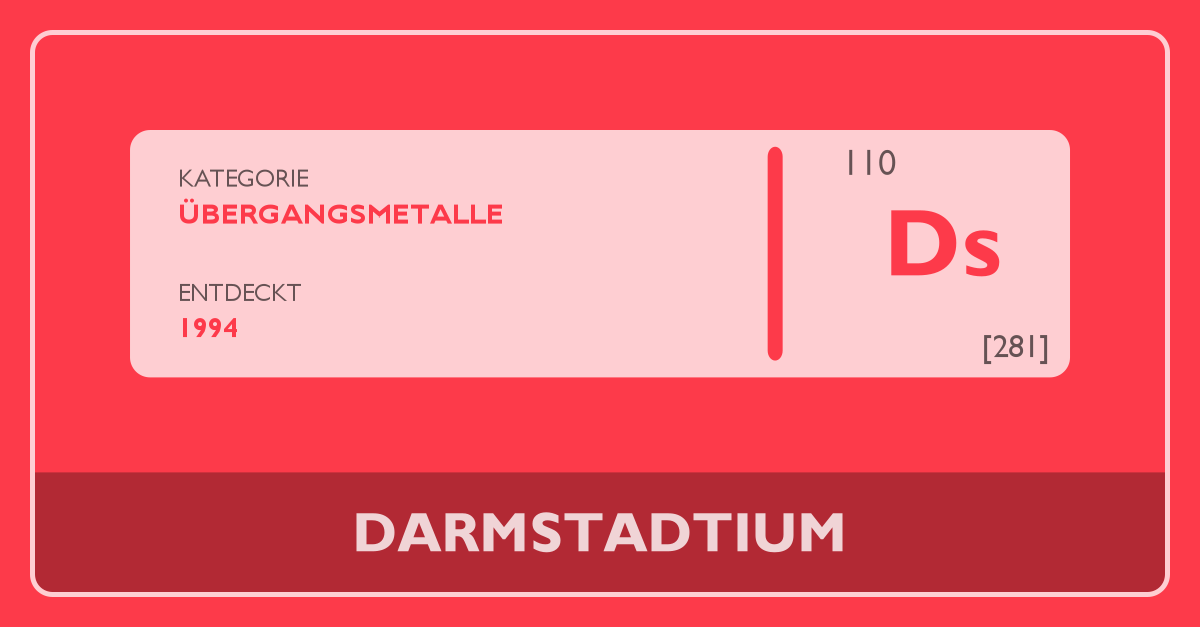 KATEGORIE
ÜBERGANGSMETALLE
ENTDECKT
1994
110
Ds
[281]
DARMSTADTIUM